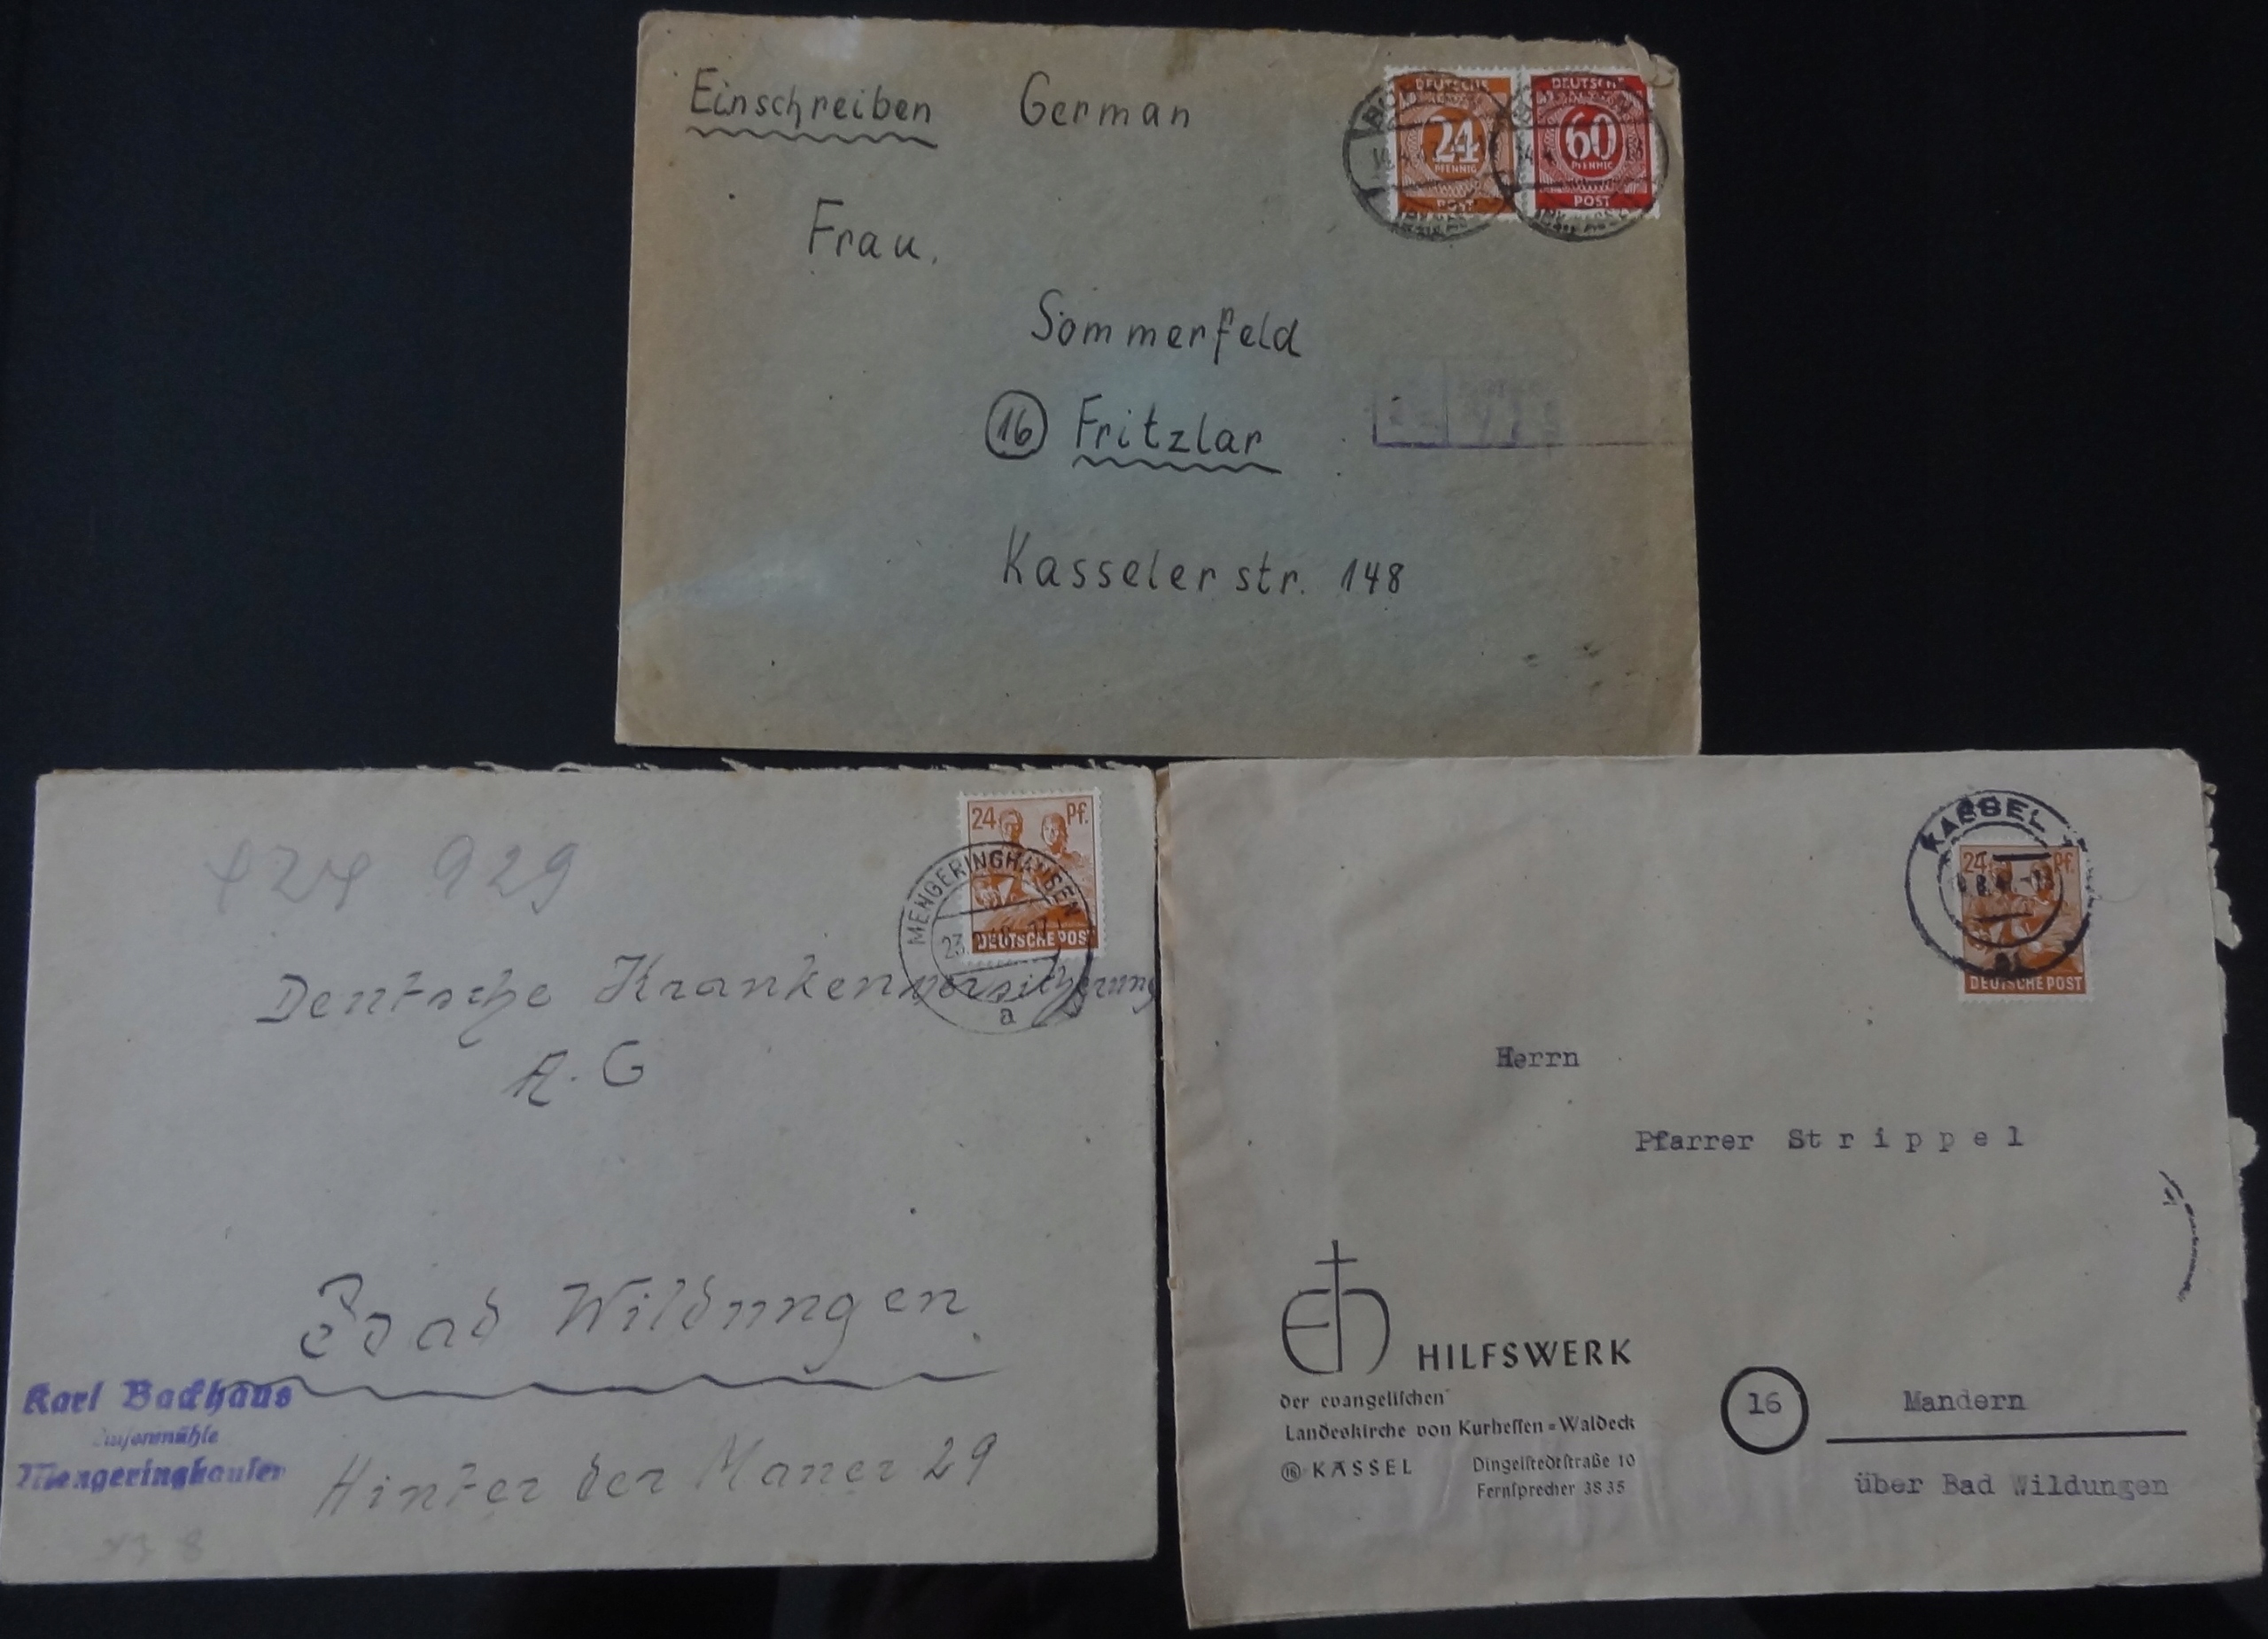 Einschreiben German
DEUTSCHE
24
PFENNIG
POST
DEUTSCHE
60
PFENNIG
POST
Frau.
Sommerfeld
16 Fritzlar
Kasselerstr. 148
24 Pf.
DEUTSCHE POST
MENGERINGHAUSEN
23.
a
929
Deutsche Krankenversicherung
A.G
Bad Wildungen
Karl Backhaus
Mengeringhausen
Hinter der Mauer 29
KASSEL
24 Pf.
DEUTSCHE POST
Herrn
Pfarrer Strippel
HILFSWERK
der evangelischen
Landeskirche von Kurhessen=Waldeck
16 KASSEL Dingelstedtstraße 10
Fernsprecher 3835
16 Mandern
über Bad Wildungen